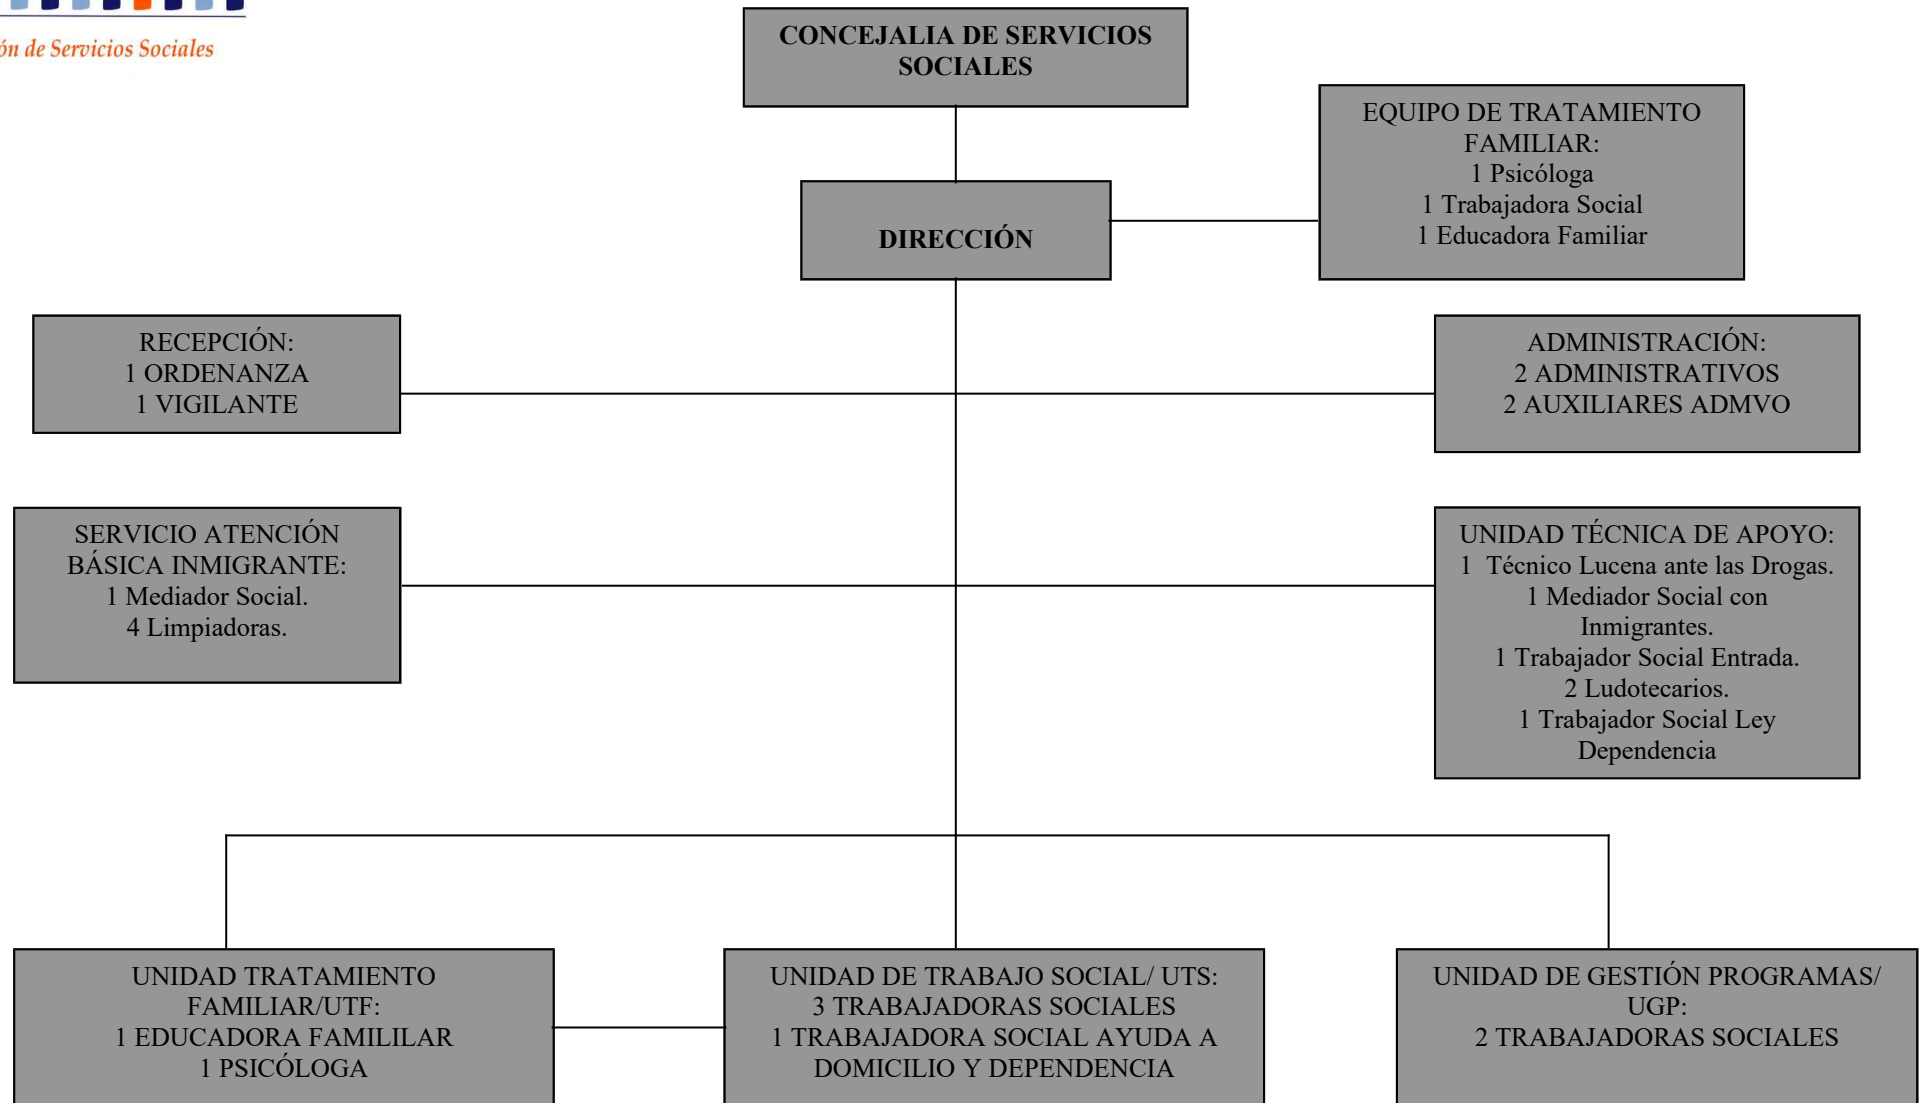 ón de Servicios Sociales
CONCEJALIA DE SERVICIOS
SOCIALES
EQUIPO DE TRATAMIENTO
FAMILIAR:
1 Psicóloga
1 Trabajadora Social
1 Educadora Familiar
DIRECCIÓN
RECEPCIÓN:
1 ORDENANZA
1 VIGILANTE
ADMINISTRACIÓN:
2 ADMINISTRATIVOS
2 AUXILIARES ADMVO
SERVICIO ATENCIÓN
BÁSICA INMIGRANTE:
1 Mediador Social.
4 Limpiadoras.
UNIDAD TÉCNICA DE APOYO:
1 Técnico Lucena ante las Drogas.
1 Mediador Social con
Inmigrantes.
1 Trabajador Social Entrada.
2 Ludotecarios.
1 Trabajador Social Ley
Dependencia
UNIDAD TRATAMIENTO
FAMILIAR/UTF:
1 EDUCADORA FAMILILAR
1 PSICÓLOGA
UNIDAD DE TRABAJO SOCIAL/ UTS:
3 TRABAJADORAS SOCIALES
1 TRABAJADORA SOCIAL AYUDA A
DOMICILIO Y DEPENDENCIA
UNIDAD DE GESTIÓN PROGRAMAS/
UGP:
2 TRABAJADORAS SOCIALES